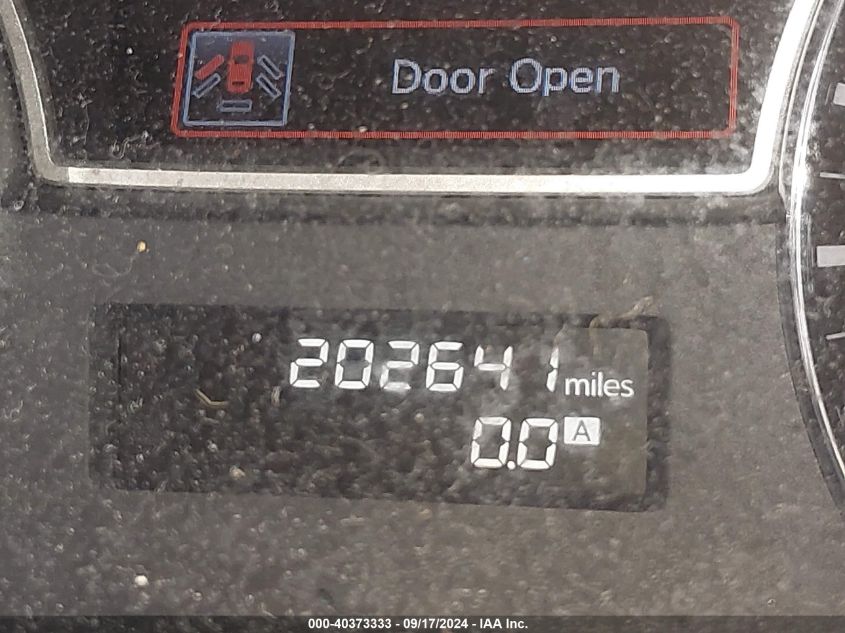 Door Open
202641 miles
0.0 A
000-40373333 - 09/17/2024 - IAA Inc.